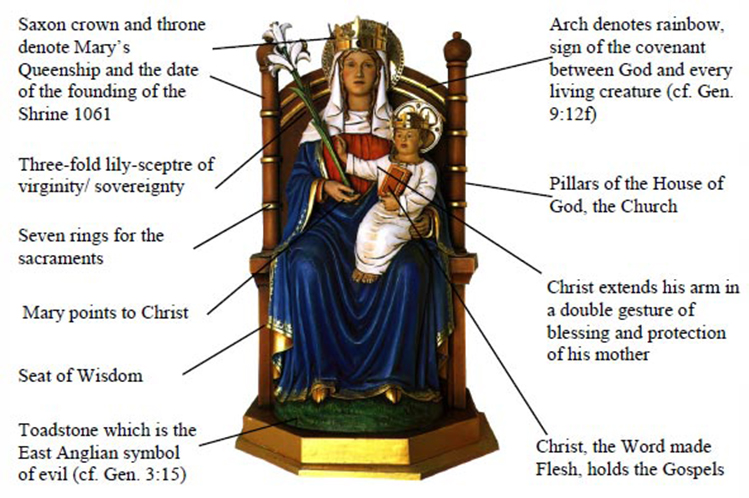 Saxon crown and throne
denote Mary's
Queenship and the date
of the founding of the
Shrine 1061
Three-fold lily-sceptre of
virginity/ sovereignty
Seven rings for the
sacraments
Mary points to Christ
Seat of Wisdom
Toadstone which is the
East Anglian symbol
of evil (cf. Gen. 3:15)
Arch denotes rainbow,
sign of the covenant
between God and every
living creature (cf. Gen.
9:12f)
Pillars of the House of
God, the Church
Christ extends his arm in
a double gesture of
blessing and protection
of his mother
Christ, the Word made
Flesh, holds the Gospels